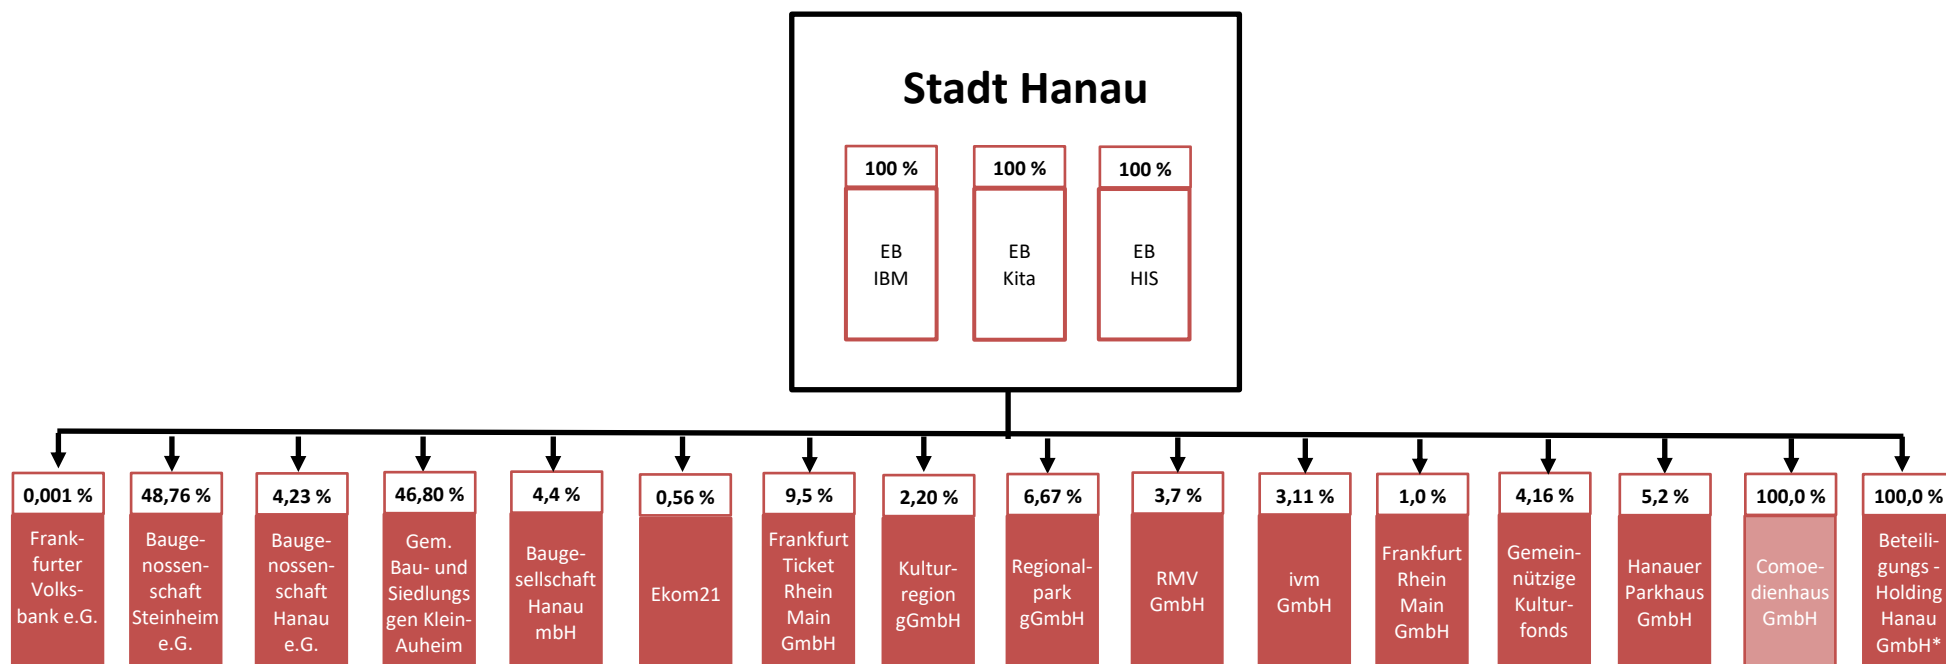 Stadt Hanau
100 %
100 %
100 %
EB
IBM
EB
Kita
EB
HIS
0,001 %
48,76 %
4,23 %
46,80 %
4,4 %
0,56 %
9,5 %
2,20 %
6,67 %
3,7 %
3,11 %
1,0 %
4,16 %
5,2 %
100,0 %
100,0 %
Frank-
furter
Volks-
bank e.G.
Bauge-
nossen-
schaft
Steinheim
e.G.
Bauge-
nossen-
schaft
Hanau
e.G.
Gem.
Bau- und
Siedlungs
gen Klein-
Auheim
Bauge-
sellschaft
Hanau
mbH
Ekom21
Frankfurt
Ticket
Rhein
Main
GmbH
Kultur-
region
gGmbH
Regional-
park
gGmbH
RMV
GmbH
ivm
GmbH
Frankfurt
Rhein
Main
GmbH
Gemein-
nützige
Kultur-
fonds
Hanauer
Parkhaus
GmbH
Comoe-
dienhaus
GmbH
Beteili-
gungs -
Holding
Hanau
GmbH*